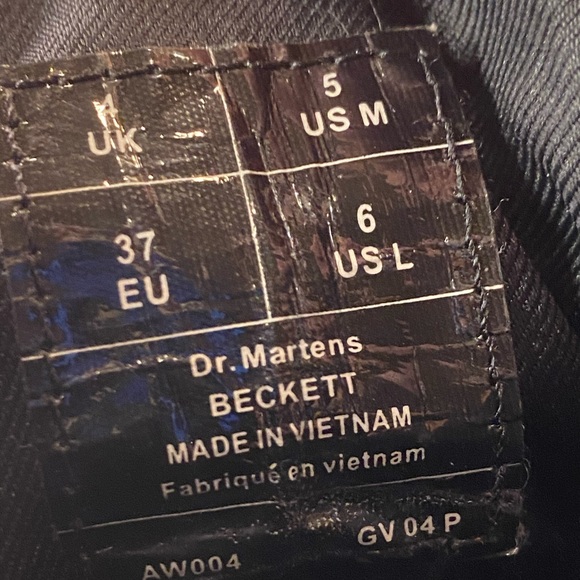 4
UK
5
US M
37
EU
6
US L
Dr. Martens
BECKETT
MADE IN VIETNAM
Fabriqué en vietnam
AW004
GV 04 P